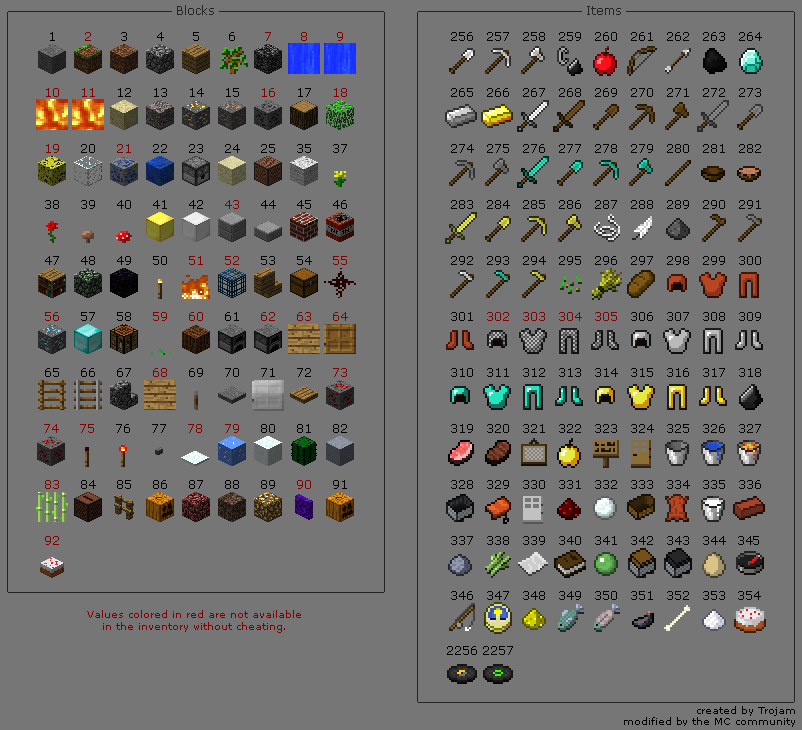 Blocks
1 2 3 4 5 6 7 8 9
10 11 12 13 14 15 16 17 18
19 20 21 22 23 24 25 35 37
38 39 40 41 42 43 44 45 46
47 48 49 50 51 52 53 54 55
56 57 58 59 60 61 62 63 64
65 66 67 68 69 70 71 72 73
74 75 76 77 78 79 80 81 82
83 84 85 86 87 88 89 90 91
92
Values colored in red are not available
in the inventory without cheating.
Items
256 257 258 259 260 261 262 263 264
265 266 267 268 269 270 271 272 273
274 275 276 277 278 279 280 281 282
283 284 285 286 287 288 289 290 291
292 293 294 295 296 297 298 299 300
301 302 303 304 305 306 307 308 309
310 311 312 313 314 315 316 317 318
319 320 321 322 323 324 325 326 327
328 329 330 331 332 333 334 335 336
337 338 339 340 341 342 343 344 345
346 347 348 349 350 351 352 353 354
2256 2257
created by Trojam
modified by the MC community